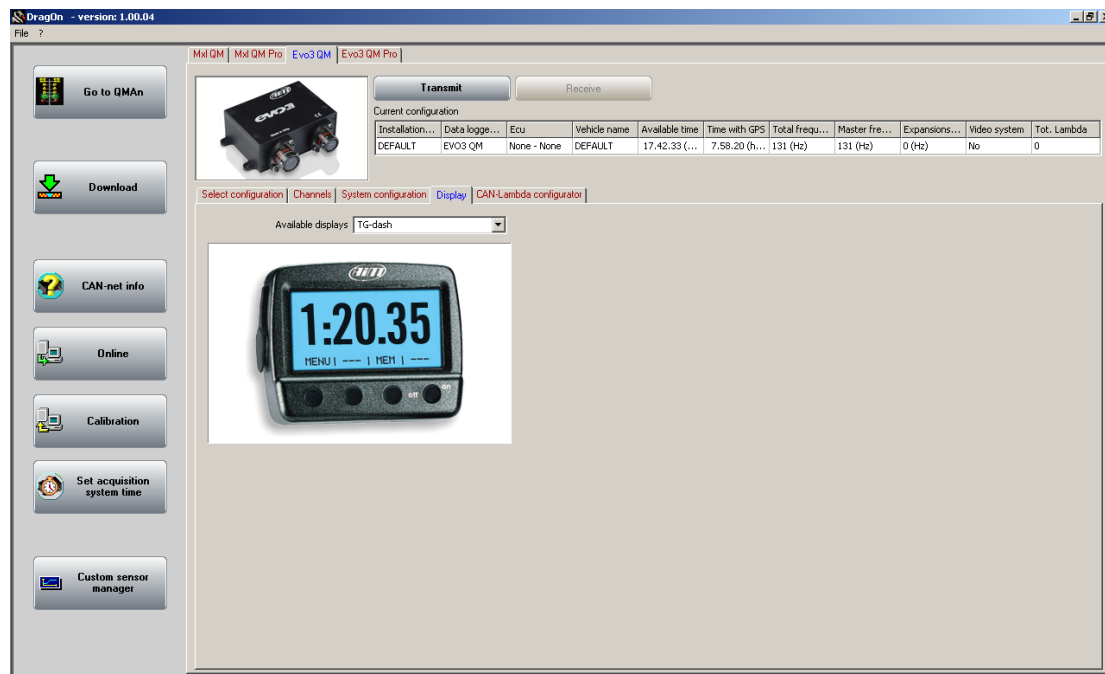 DragOn - version: 1.00.04
File ?
Mxl QM Mxl QM Pro Evo3 QM Evo3 QM Pro
Go to QMAn
Download
CAN-net info
Online
Calibration
Set acquisition
system time
Custom sensor
manager
AIM
EVO3
Transmit Receive
Current configuration
Installation... Data logge... Ecu Vehicle name Available time Time with GPS Total frequ... Master fre... Expansions... Video system Tot. Lambda
DEFAULT EVO3 QM None - None DEFAULT 17.42.33 (... 7.58.20 (h... 131 (Hz) 131 (Hz) 0 (Hz) No 0
Select configuration Channels System configuration Display CAN-Lambda configurator
Available displays TG-dash
AIM
1:20.35
MENU | --- | MEM | ---
off on